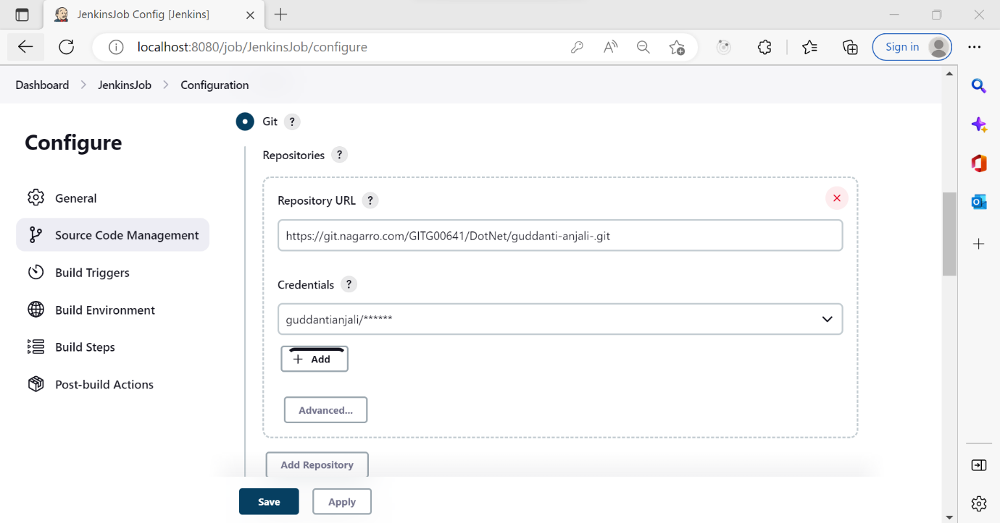 JenkinsJob Config [Jenkins]
localhost:8080/job/JenkinsJob/configure
Sign in
Dashboard > JenkinsJob > Configuration
Configure
General
Source Code Management
Build Triggers
Build Environment
Build Steps
Post-build Actions
Git ?
Repositories ?
Repository URL ?
https://git.nagarro.com/GITG00641/DotNet/guddanti-anjali-.git
Credentials ?
guddantianjali/******
+ Add
Advanced...
Add Repository
Save
Apply